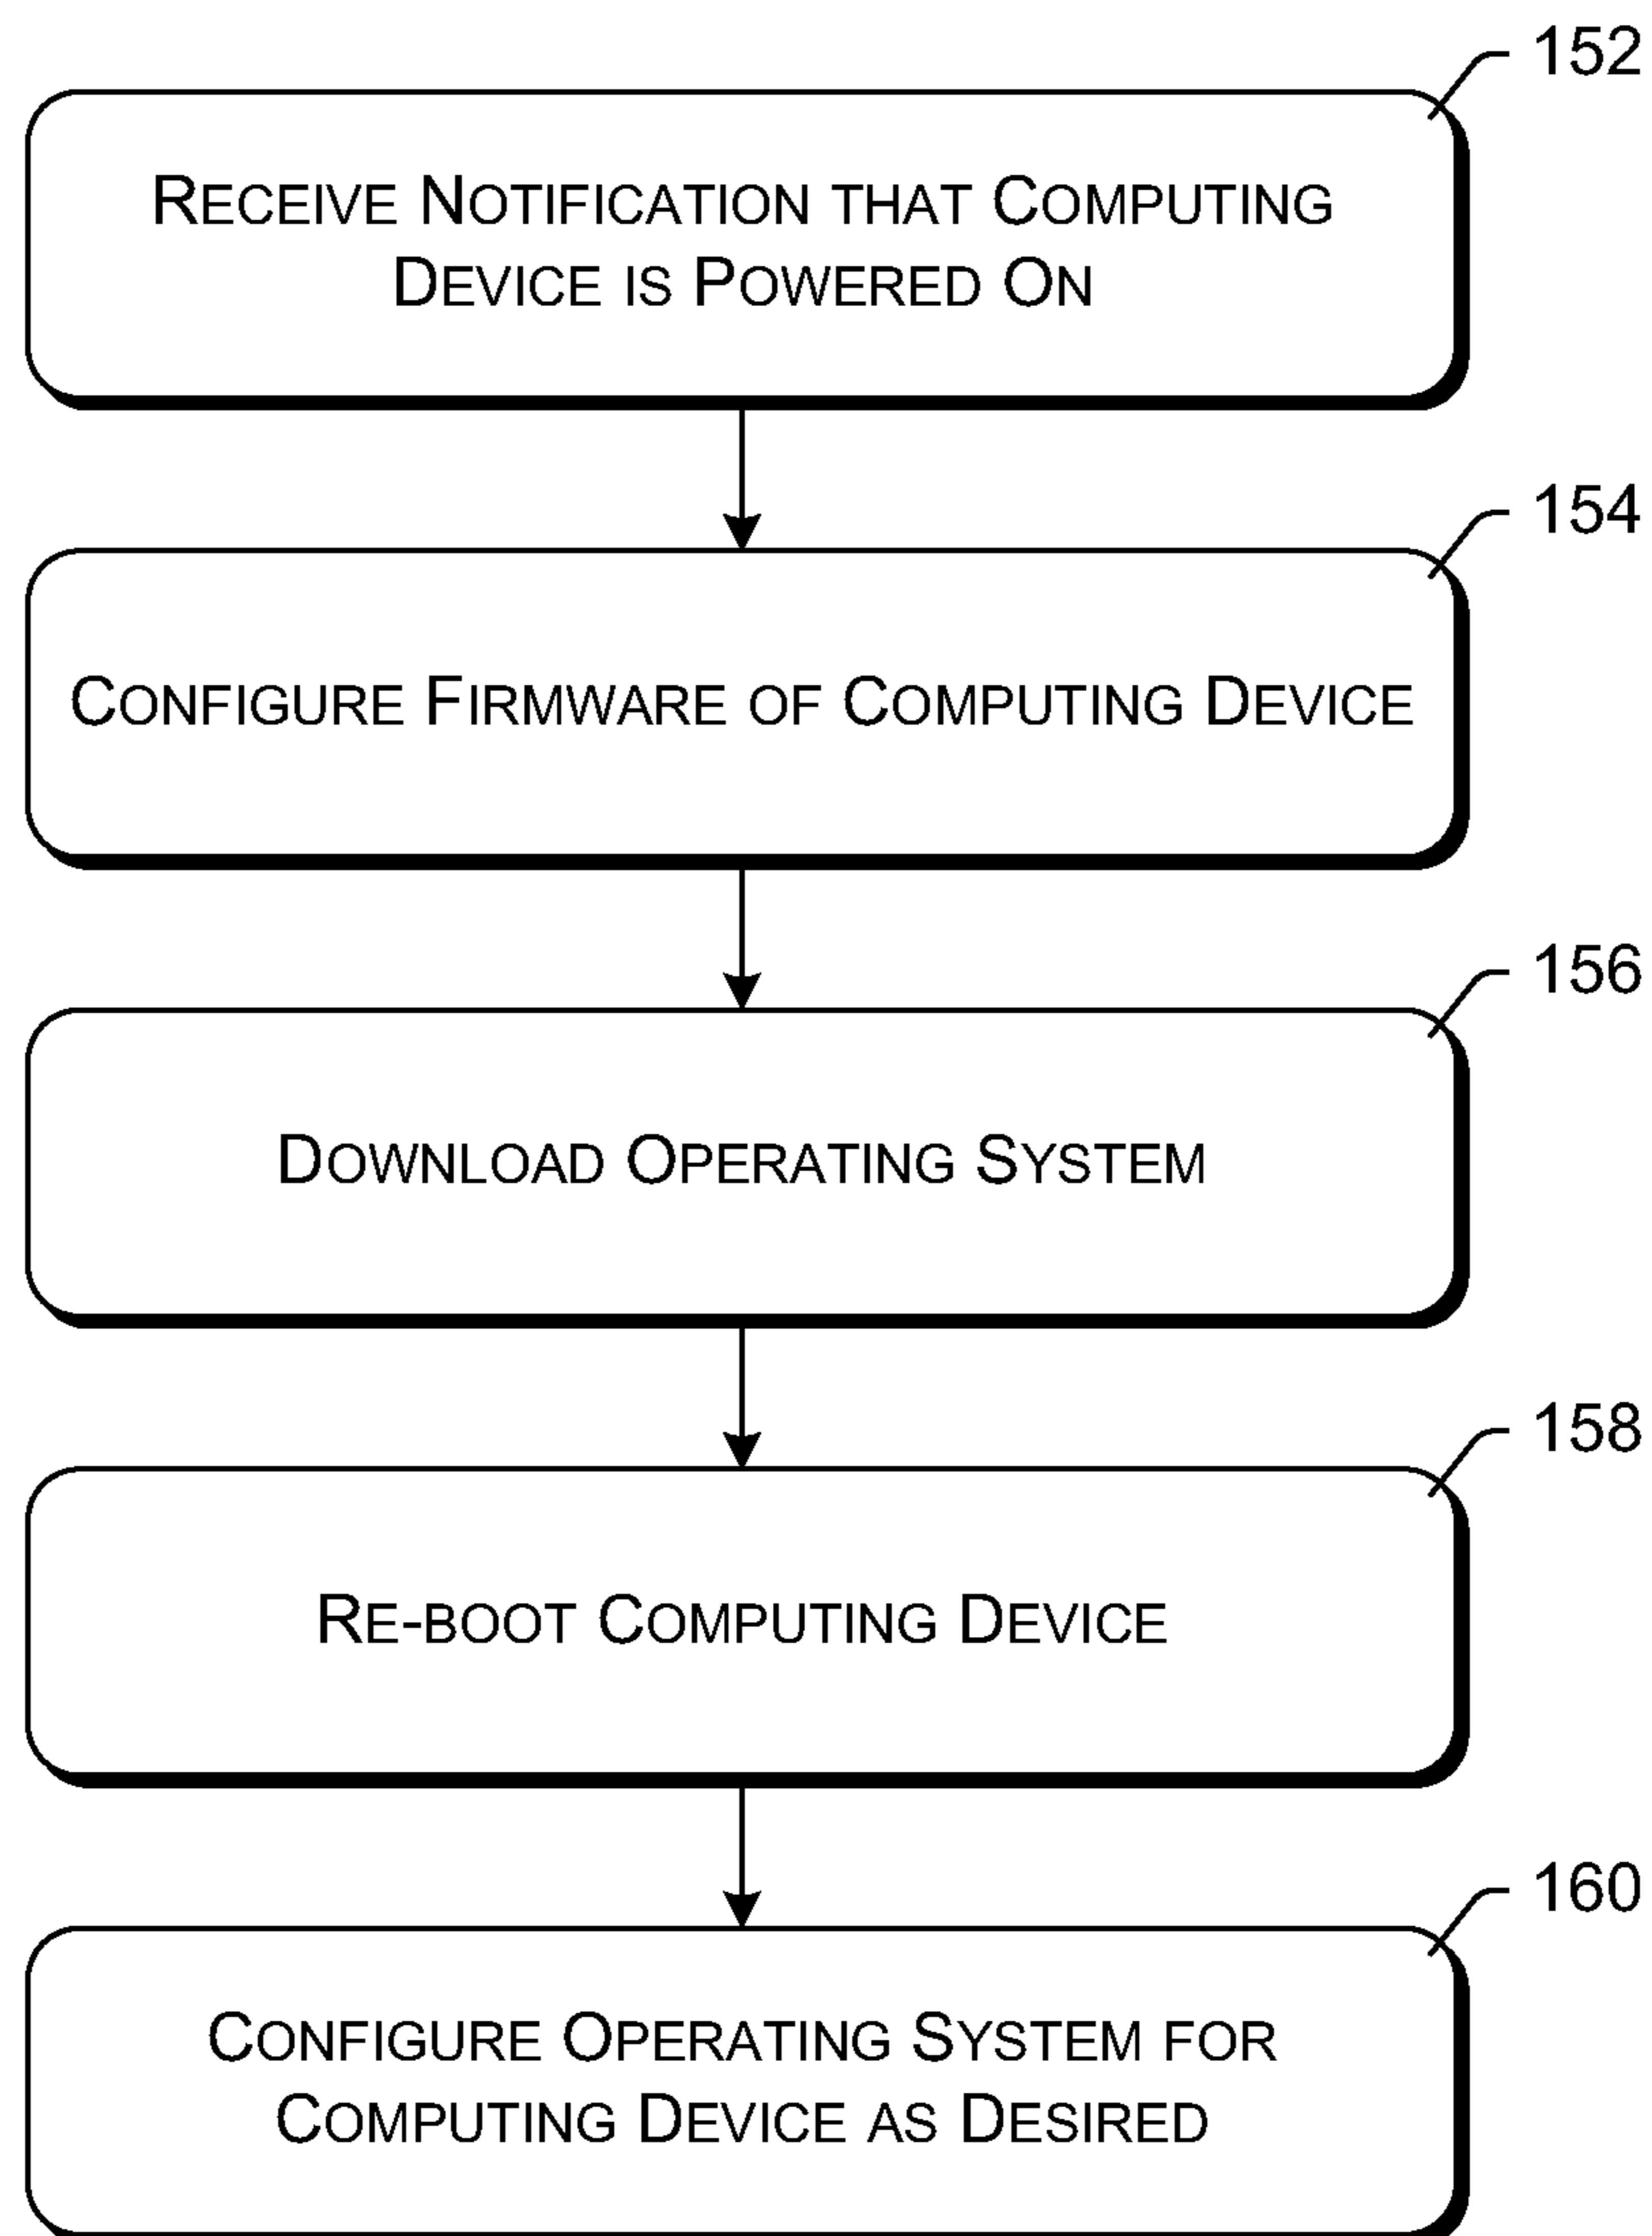 152
RECEIVE NOTIFICATION THAT COMPUTING
DEVICE IS POWERED ON
154
CONFIGURE FIRMWARE OF COMPUTING DEVICE
156
DOWNLOAD OPERATING SYSTEM
158
RE-BOOT COMPUTING DEVICE
160
CONFIGURE OPERATING SYSTEM FOR
COMPUTING DEVICE AS DESIRED